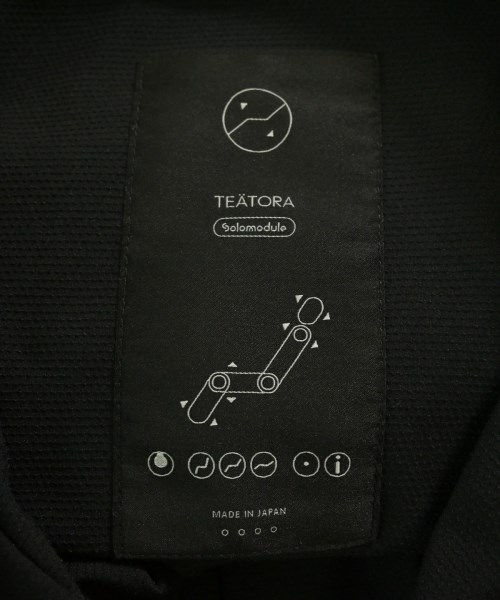 TEÄTORA
Solomodule
i
MADE IN JAPAN